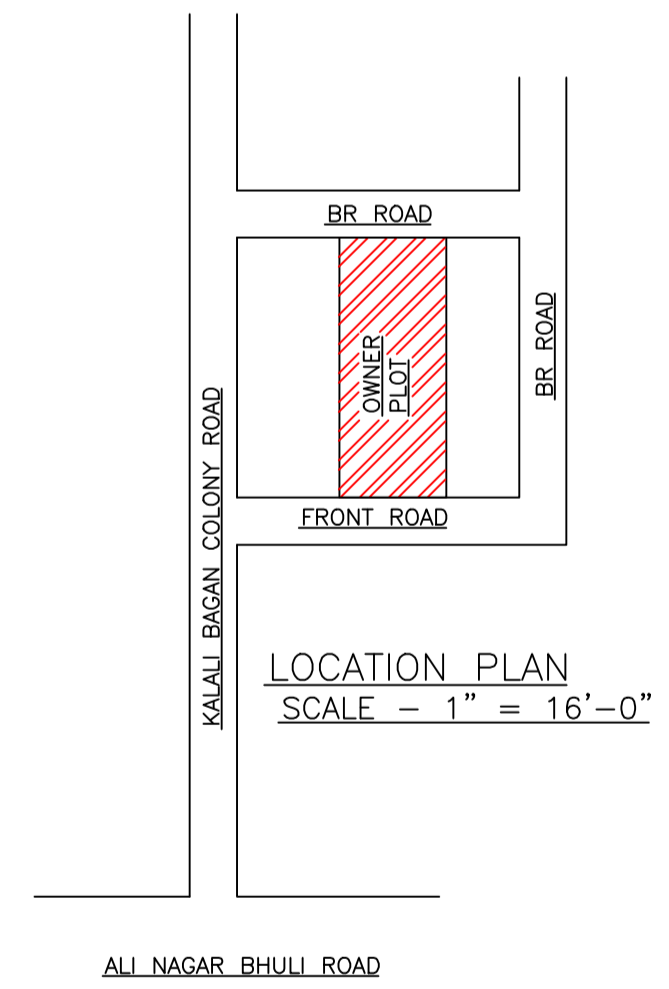 BR ROAD
BR ROAD
OWNER
PLOT
KALALI BAGAN COLONY ROAD
FRONT ROAD
LOCATION PLAN
SCALE – 1” = 16’–0”
ALI NAGAR BHULI ROAD